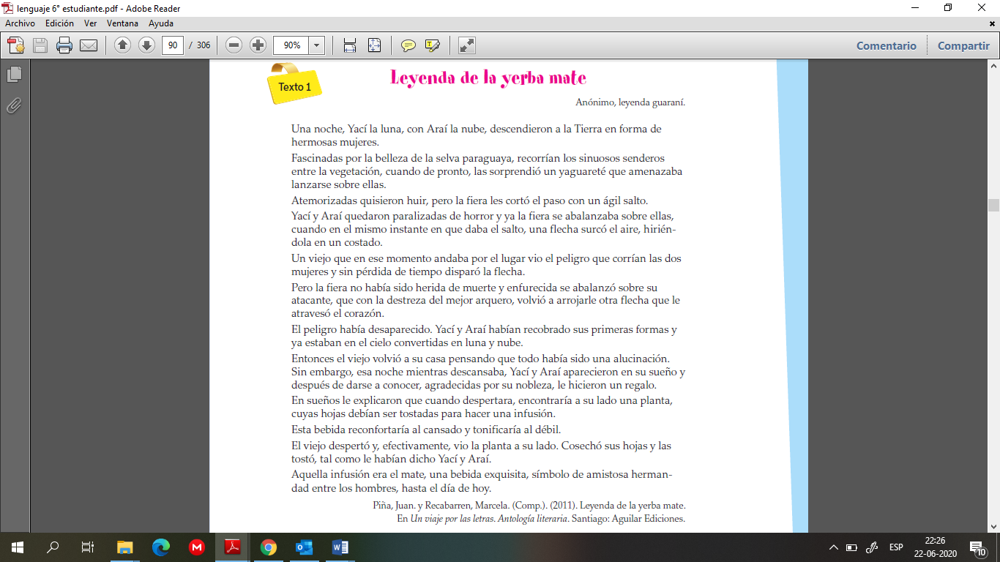 lenguaje 6° estudiante.pdf - Adobe Reader
Archivo Edición Ver Ventana Ayuda
90 / 306 90% Comentario Compartir
Texto 1
Leyenda de la yerba mate
Anónimo, leyenda guaraní.
Una noche, Yací la luna, con Araí la nube, descendieron a la Tierra en forma de
hermosas mujeres.
Fascinadas por la belleza de la selva paraguaya, recorrían los sinuosos senderos
entre la vegetación, cuando de pronto, las sorprendió un yaguareté que amenazaba
lanzarse sobre ellas.
Atemorizadas quisieron huir, pero la fiera les cortó el paso con un ágil salto.
Yací y Araí quedaron paralizadas de horror y ya la fiera se abalanzaba sobre ellas,
cuando en el mismo instante en que daba el salto, una flecha surcó el aire, hirién-
dola en un costado.
Un viejo que en ese momento andaba por el lugar vio el peligro que corrían las dos
mujeres y sin pérdida de tiempo disparó la flecha.
Pero la fiera no había sido herida de muerte y enfurecida se abalanzó sobre su
atacante, que con la destreza del mejor arquero, volvió a arrojarle otra flecha que le
atravesó el corazón.
El peligro había desaparecido. Yací y Araí habían recobrado sus primeras formas y
ya estaban en el cielo convertidas en luna y nube.
Entonces el viejo volvió a su casa pensando que todo había sido una alucinación.
Sin embargo, esa noche mientras descansaba, Yací y Araí aparecieron en su sueño y
después de darse a conocer, agradecidas por su nobleza, le hicieron un regalo.
En sueños le explicaron que cuando despertara, encontraría a su lado una planta,
cuyas hojas debían ser tostadas para hacer una infusión.
Esta bebida reconfortaría al cansado y tonificaría al débil.
El viejo despertó y, efectivamente, vio la planta a su lado. Cosechó sus hojas y las
tostó, tal como le habían dicho Yací y Araí.
Aquella infusión era el mate, una bebida exquisita, símbolo de amistosa herman-
dad entre los hombres, hasta el día de hoy.
Piña, Juan. y Recabarren, Marcela. (Comp.). (2011). Leyenda de la yerba mate.
En Un viaje por las letras. Antología literaria. Santiago: Aguilar Ediciones.
ESP
22:26
22-06-2020
10